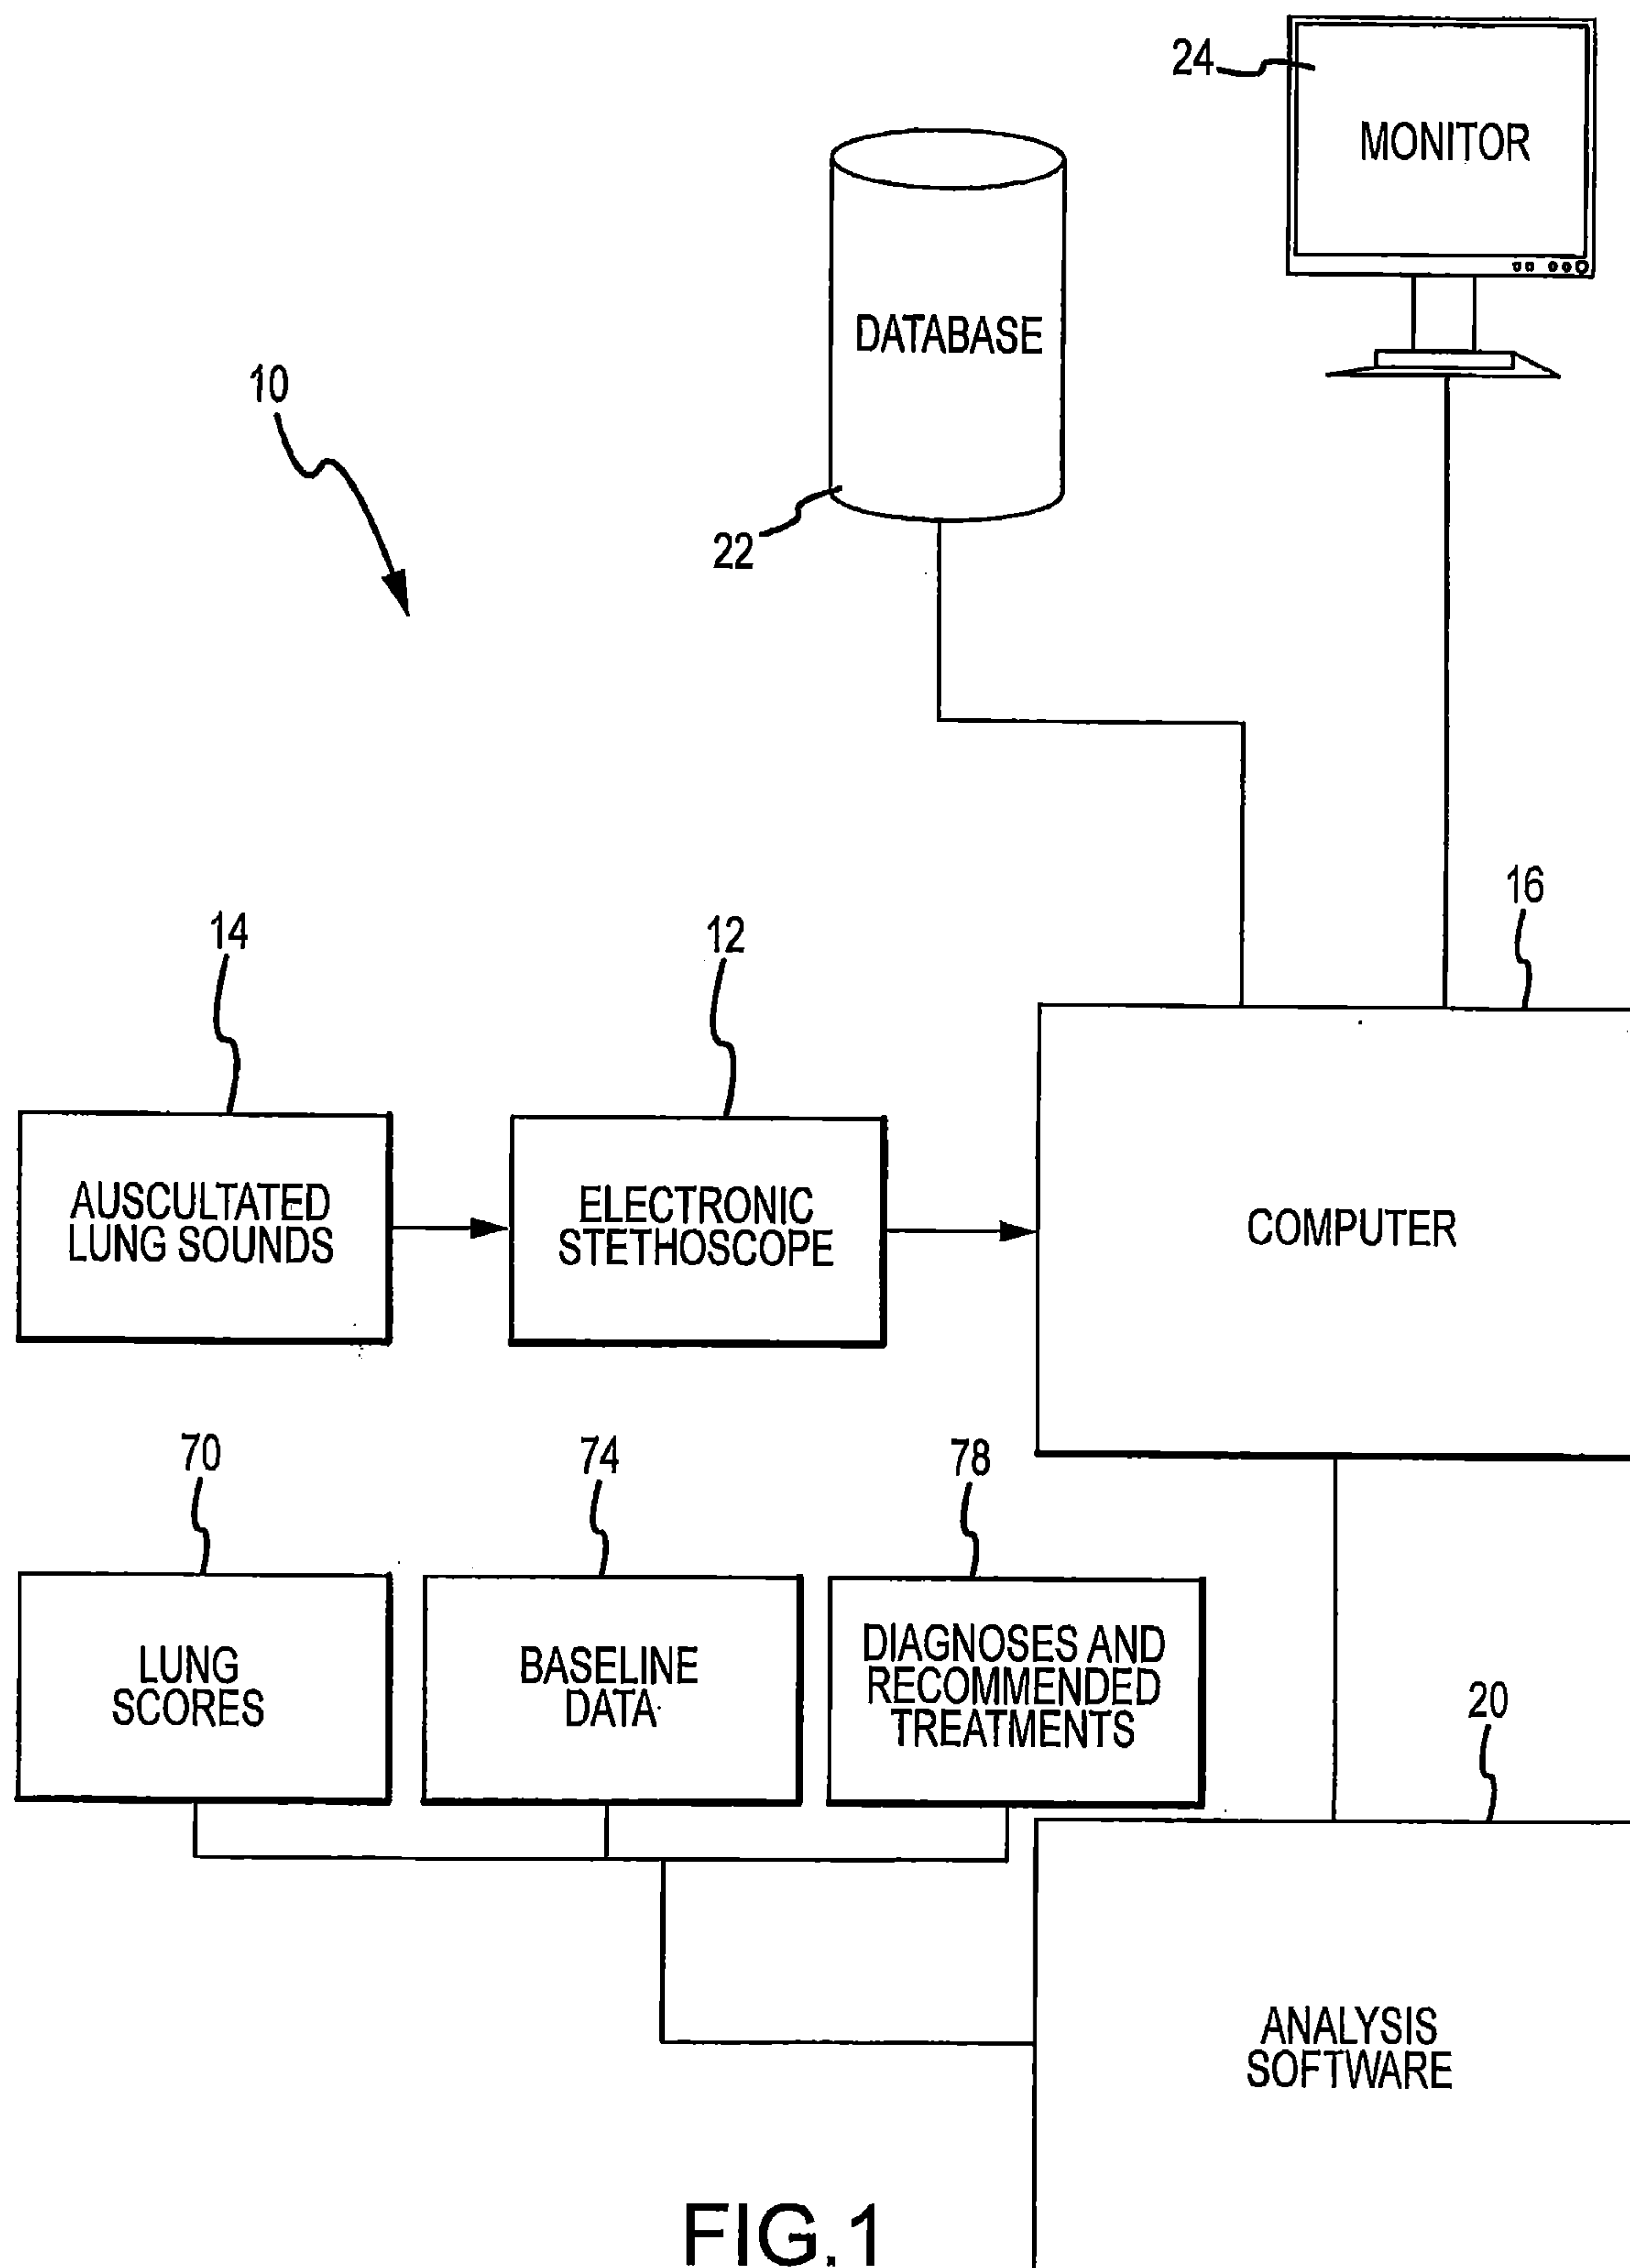 24
MONITOR
DATABASE
10
22
16
14
12
AUSCULTATED
LUNG SOUNDS
ELECTRONIC
STETHOSCOPE
COMPUTER
70
74
78
LUNG
SCORES
BASELINE
DATA
DIAGNOSES AND
RECOMMENDED
TREATMENTS
20
ANALYSIS
SOFTWARE
FIG.1